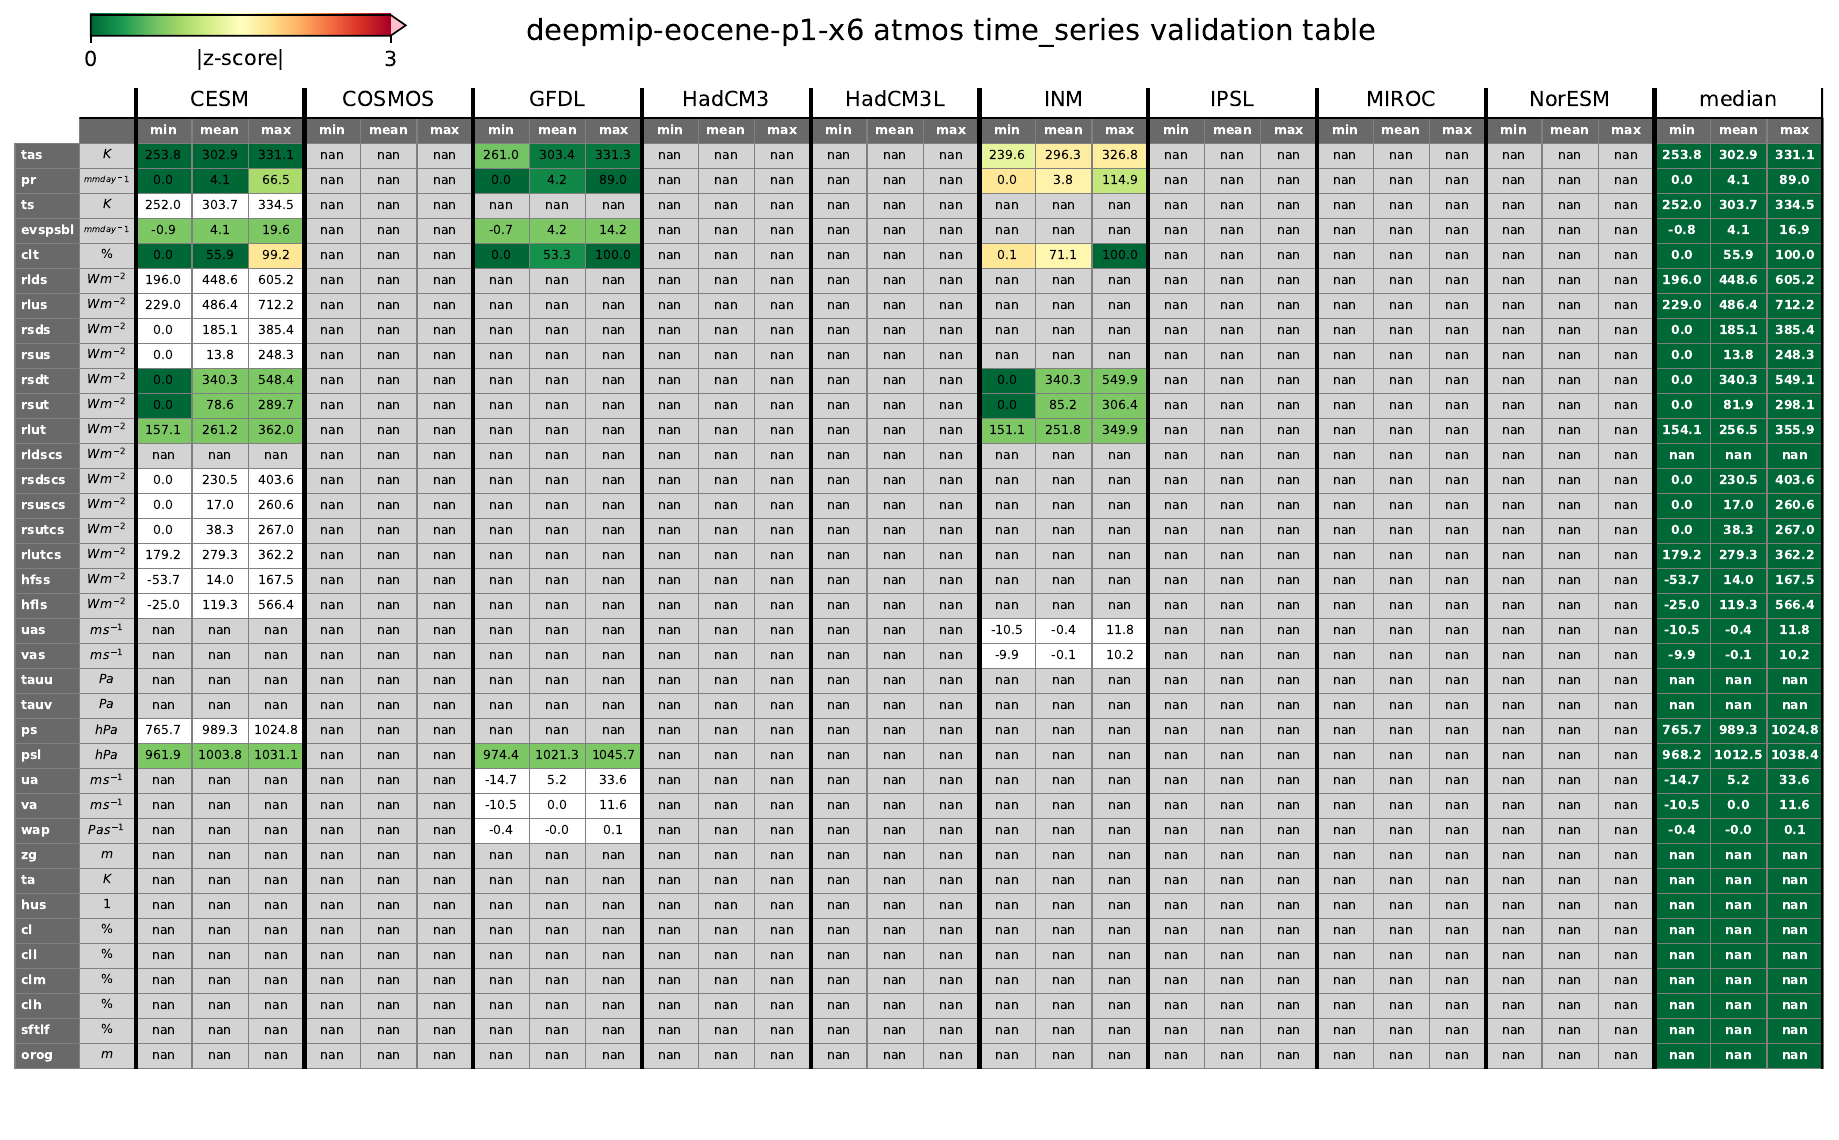 deepmip-eocene-p1-x6 atmos time_series validation table
0 |z-score| 3
CESM COSMOS GFDL HadCM3 HadCM3L INM IPSL MIROC NorESM median
min mean max min mean max min mean max min mean max min mean max min mean max min mean max min mean max min mean max min mean max
tas K 253.8 302.9 331.1 nan nan nan 261.0 303.4 331.3 nan nan nan nan nan nan 239.6 296.3 326.8 nan nan nan nan nan nan nan nan nan 253.8 302.9 331.1
pr mmday⁻¹ 0.0 4.1 66.5 nan nan nan 0.0 4.2 89.0 nan nan nan nan nan nan 0.0 3.8 114.9 nan nan nan nan nan nan nan nan nan 0.0 4.1 89.0
ts K 252.0 303.7 334.5 nan nan nan nan nan nan nan nan nan nan nan nan nan nan nan nan nan nan nan nan nan nan nan nan 252.0 303.7 334.5
evspsbl mmday⁻¹ -0.9 4.1 19.6 nan nan nan -0.7 4.2 14.2 nan nan nan nan nan nan nan nan nan nan nan nan nan nan nan nan nan nan -0.8 4.1 16.9
clt % 0.0 55.9 99.2 nan nan nan 0.0 53.3 100.0 nan nan nan nan nan nan 0.1 71.1 100.0 nan nan nan nan nan nan nan nan nan 0.0 55.9 100.0
rlds Wm⁻² 196.0 448.6 605.2 nan nan nan nan nan nan nan nan nan nan nan nan nan nan nan nan nan nan nan nan nan nan nan nan 196.0 448.6 605.2
rlus Wm⁻² 229.0 486.4 712.2 nan nan nan nan nan nan nan nan nan nan nan nan nan nan nan nan nan nan nan nan nan nan nan nan 229.0 486.4 712.2
rsds Wm⁻² 0.0 185.1 385.4 nan nan nan nan nan nan nan nan nan nan nan nan nan nan nan nan nan nan nan nan nan nan nan nan 0.0 185.1 385.4
rsus Wm⁻² 0.0 13.8 248.3 nan nan nan nan nan nan nan nan nan nan nan nan nan nan nan nan nan nan nan nan nan nan nan nan 0.0 13.8 248.3
rsdt Wm⁻² 0.0 340.3 548.4 nan nan nan nan nan nan nan nan nan nan nan nan 0.0 340.3 549.9 nan nan nan nan nan nan nan nan nan 0.0 340.3 549.1
rsut Wm⁻² 0.0 78.6 289.7 nan nan nan nan nan nan nan nan nan nan nan nan 0.0 85.2 306.4 nan nan nan nan nan nan nan nan nan 0.0 81.9 298.1
rlut Wm⁻² 157.1 261.2 362.0 nan nan nan nan nan nan nan nan nan nan nan nan 151.1 251.8 349.9 nan nan nan nan nan nan nan nan nan 154.1 256.5 355.9
rldscs Wm⁻² nan nan nan nan nan nan nan nan nan nan nan nan nan nan nan nan nan nan nan nan nan nan nan nan nan nan nan nan nan nan
rsdscs Wm⁻² 0.0 230.5 403.6 nan nan nan nan nan nan nan nan nan nan nan nan nan nan nan nan nan nan nan nan nan nan nan nan 0.0 230.5 403.6
rsuscs Wm⁻² 0.0 17.0 260.6 nan nan nan nan nan nan nan nan nan nan nan nan nan nan nan nan nan nan nan nan nan nan nan nan 0.0 17.0 260.6
rsutcs Wm⁻² 0.0 38.3 267.0 nan nan nan nan nan nan nan nan nan nan nan nan nan nan nan nan nan nan nan nan nan nan nan nan 0.0 38.3 267.0
rlutcs Wm⁻² 179.2 279.3 362.2 nan nan nan nan nan nan nan nan nan nan nan nan nan nan nan nan nan nan nan nan nan nan nan nan 179.2 279.3 362.2
hfss Wm⁻² -53.7 14.0 167.5 nan nan nan nan nan nan nan nan nan nan nan nan nan nan nan nan nan nan nan nan nan nan nan nan -53.7 14.0 167.5
hfls Wm⁻² -25.0 119.3 566.4 nan nan nan nan nan nan nan nan nan nan nan nan nan nan nan nan nan nan nan nan nan nan nan nan -25.0 119.3 566.4
uas ms⁻¹ nan nan nan nan nan nan nan nan nan nan nan nan nan nan nan -10.5 -0.4 11.8 nan nan nan nan nan nan nan nan nan -10.5 -0.4 11.8
vas ms⁻¹ nan nan nan nan nan nan nan nan nan nan nan nan nan nan nan -9.9 -0.1 10.2 nan nan nan nan nan nan nan nan nan -9.9 -0.1 10.2
tauu Pa nan nan nan nan nan nan nan nan nan nan nan nan nan nan nan nan nan nan nan nan nan nan nan nan nan nan nan nan nan nan
tauv Pa nan nan nan nan nan nan nan nan nan nan nan nan nan nan nan nan nan nan nan nan nan nan nan nan nan nan nan nan nan nan
ps hPa 765.7 989.3 1024.8 nan nan nan nan nan nan nan nan nan nan nan nan nan nan nan nan nan nan nan nan nan nan nan nan 765.7 989.3 1024.8
psl hPa 961.9 1003.8 1031.1 nan nan nan 974.4 1021.3 1045.7 nan nan nan nan nan nan nan nan nan nan nan nan nan nan nan nan nan nan 968.2 1012.5 1038.4
ua ms⁻¹ nan nan nan nan nan nan -14.7 5.2 33.6 nan nan nan nan nan nan nan nan nan nan nan nan nan nan nan nan nan nan -14.7 5.2 33.6
va ms⁻¹ nan nan nan nan nan nan -10.5 0.0 11.6 nan nan nan nan nan nan nan nan nan nan nan nan nan nan nan nan nan nan -10.5 0.0 11.6
wap Pas⁻¹ nan nan nan nan nan nan -0.4 -0.0 0.1 nan nan nan nan nan nan nan nan nan nan nan nan nan nan nan nan nan nan -0.4 -0.0 0.1
zg m nan nan nan nan nan nan nan nan nan nan nan nan nan nan nan nan nan nan nan nan nan nan nan nan nan nan nan nan nan nan
ta K nan nan nan nan nan nan nan nan nan nan nan nan nan nan nan nan nan nan nan nan nan nan nan nan nan nan nan nan nan nan
hus 1 nan nan nan nan nan nan nan nan nan nan nan nan nan nan nan nan nan nan nan nan nan nan nan nan nan nan nan nan nan nan
cl % nan nan nan nan nan nan nan nan nan nan nan nan nan nan nan nan nan nan nan nan nan nan nan nan nan nan nan nan nan nan
cll % nan nan nan nan nan nan nan nan nan nan nan nan nan nan nan nan nan nan nan nan nan nan nan nan nan nan nan nan nan nan
clm % nan nan nan nan nan nan nan nan nan nan nan nan nan nan nan nan nan nan nan nan nan nan nan nan nan nan nan nan nan nan
clh % nan nan nan nan nan nan nan nan nan nan nan nan nan nan nan nan nan nan nan nan nan nan nan nan nan nan nan nan nan nan
sftlf % nan nan nan nan nan nan nan nan nan nan nan nan nan nan nan nan nan nan nan nan nan nan nan nan nan nan nan nan nan nan
orog m nan nan nan nan nan nan nan nan nan nan nan nan nan nan nan nan nan nan nan nan nan nan nan nan nan nan nan nan nan nan